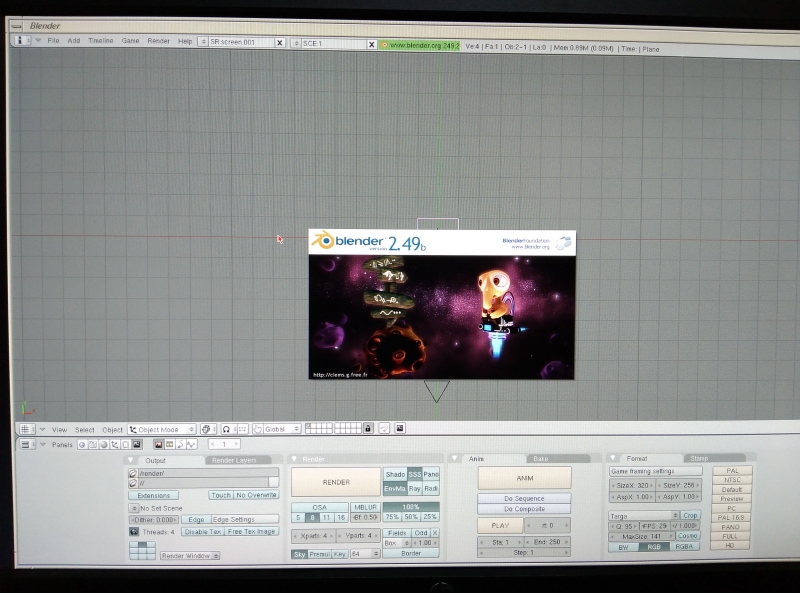 Blender
File Add Timeline Game Render Help SR:screen.001 X SCE:1 X www.blender.org 249.2 Ve:4 | Fa:1 | Ob:2-1 | La:0 | Mem:0.89M (0.09M) | Time: | Plane
blender version 2.49b
BlenderFoundation
www.blender.org
http://clems.g.free.fr
View Select Object Object Mode Global
Panels 1
Output Render Layers
/render/
//
Extensions Touch No Overwrite
No Set Scene
Dither: 0.000 Edge Edge Settings
Threads: 4 Disable Tex Free Tex Image
Render Window
Render
RENDER
Shado SSS Pano
EnvMa Ray Radi
OSA MBLUR 100%
5 8 11 16 Bf: 0.50 75% 50% 25%
Xparts: 4 Yparts: 4
Fields Odd X
Box 1.00
Sky Premul Key 64 Border
Anim Bake
ANIM
Do Sequence
Do Composite
PLAY rt: 0
Sta: 1 End: 250
Step: 1
Format Stamp
Game framing settings
SizeX: 320 SizeY: 256
AspX: 1.00 AspY: 1.00
Targa Crop
Q: 95 FPS: 25 /: 1.000
MaxSize: 141 Cosmo
BW RGB RGBA
PAL
NTSC
Default
Preview
PC
PAL 16:9
PANO
FULL
HD